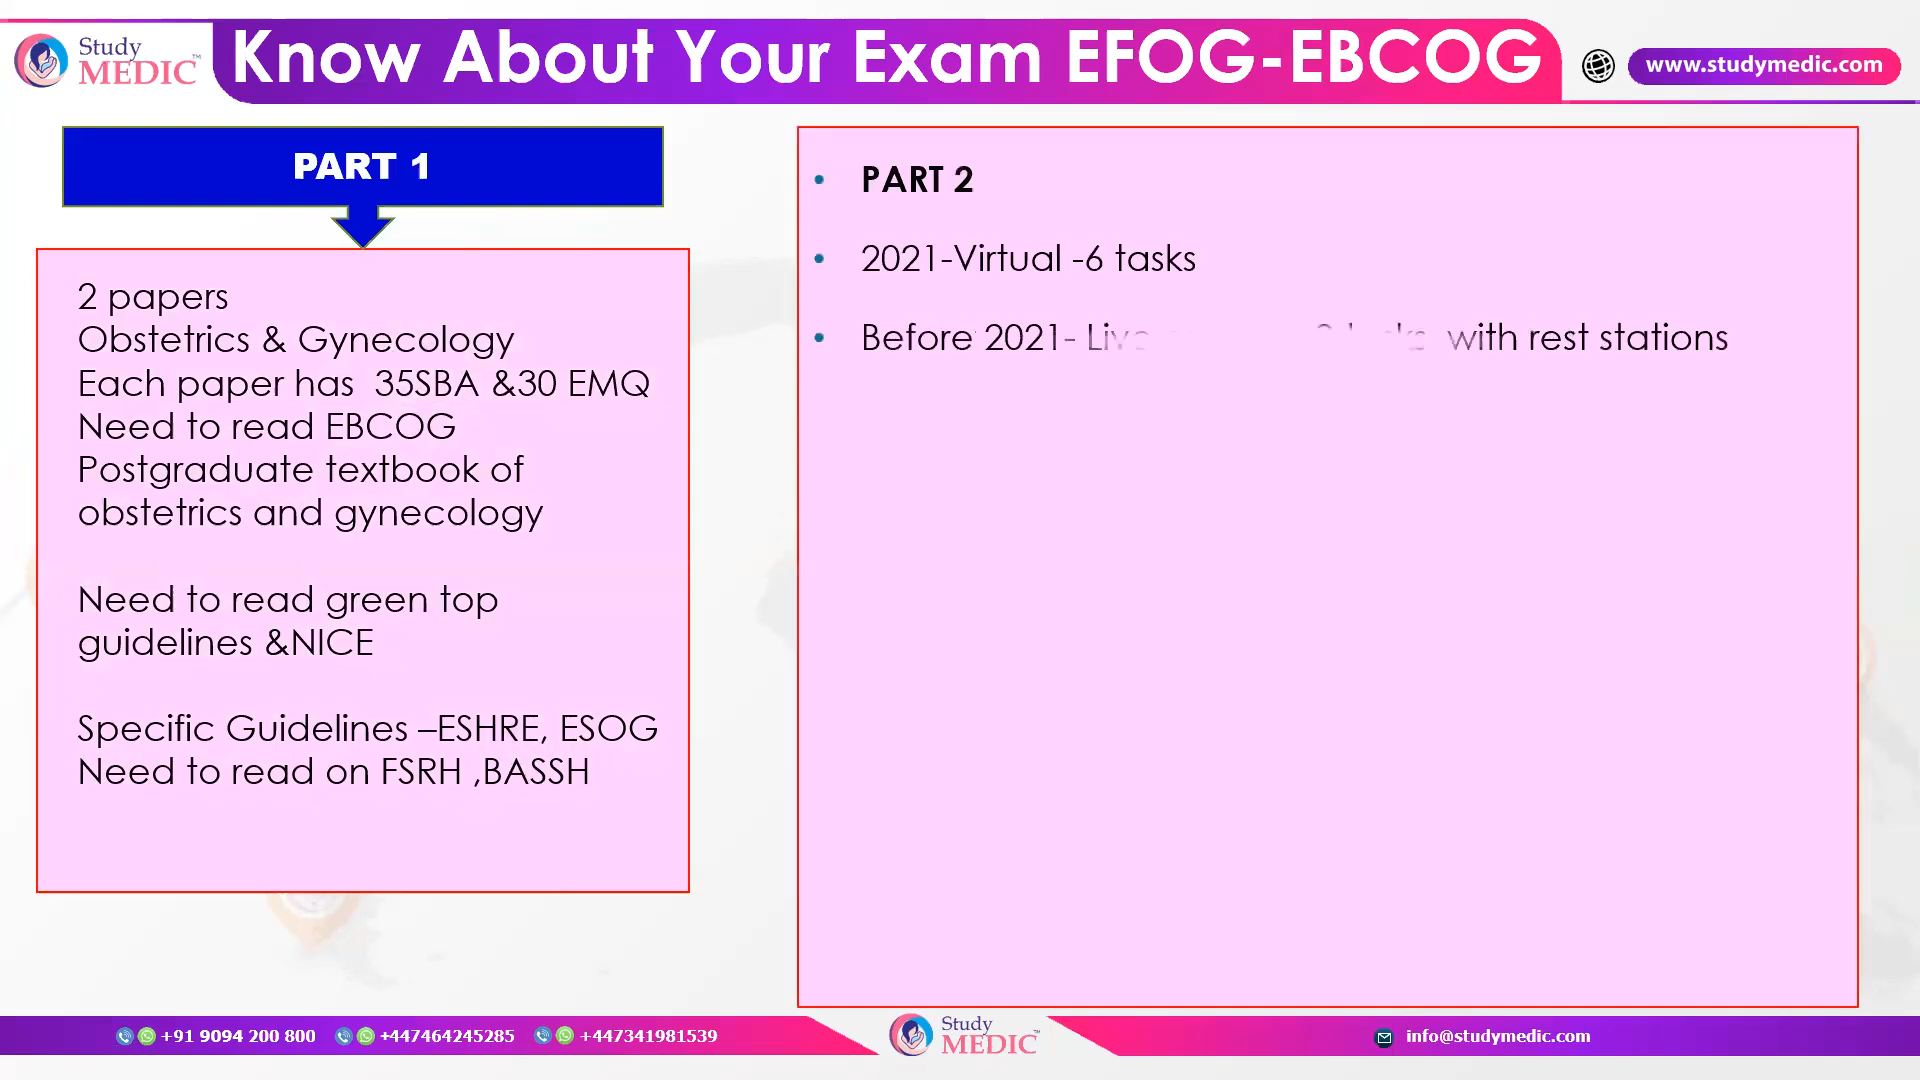 Study
MEDIC™
Know About Your Exam EFOG-EBCOG
www.studymedic.com
PART 1
2 papers
Obstetrics & Gynecology
Each paper has 35SBA &30 EMQ
Need to read EBCOG
Postgraduate textbook of
obstetrics and gynecology
Need to read green top
guidelines &NICE
Specific Guidelines –ESHRE, ESOG
Need to read on FSRH ,BASSH
• PART 2
• 2021-Virtual -6 tasks
• Before 2021- with rest stations
+91 9094 200 800
+447464245285
+447341981539
Study
MEDIC™
info@studymedic.com